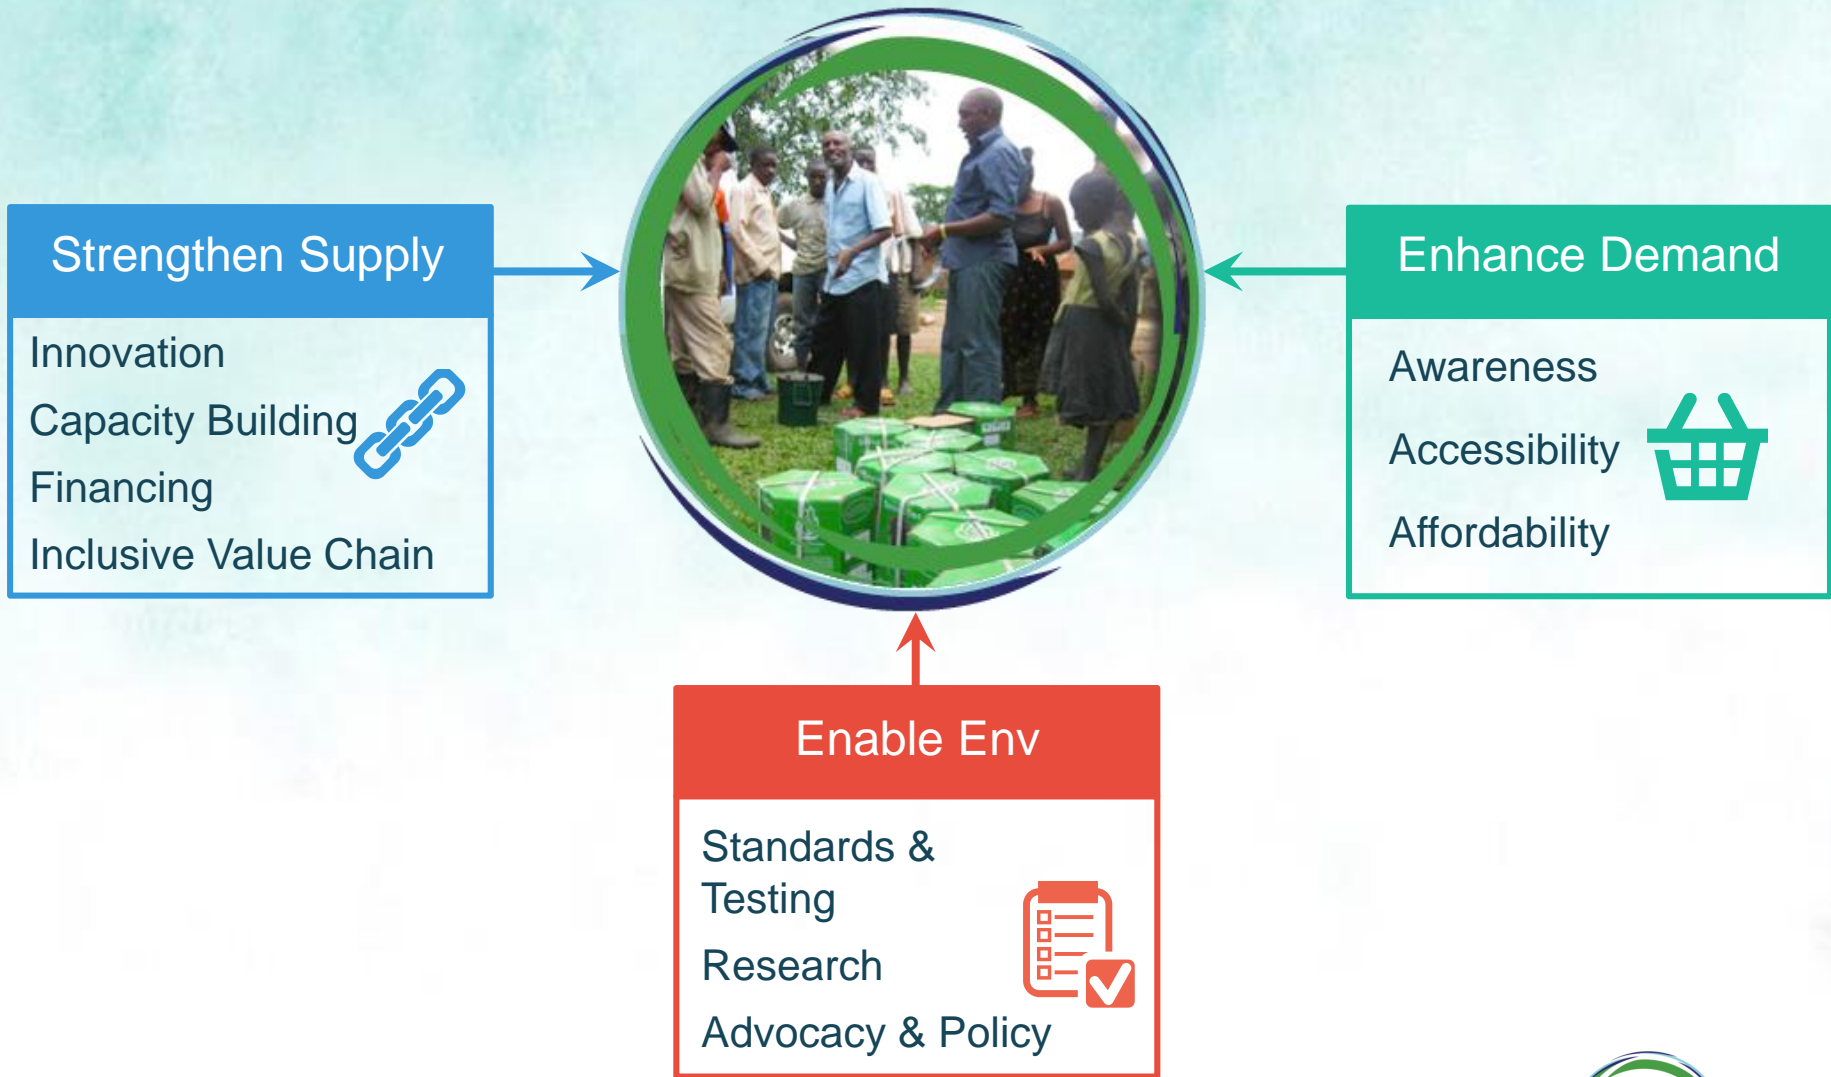 Strengthen Supply
Innovation
Capacity Building
Financing
Inclusive Value Chain
Enhance Demand
Awareness
Accessibility
Affordability
Enable Env
Standards &
Testing
Research
Advocacy & Policy